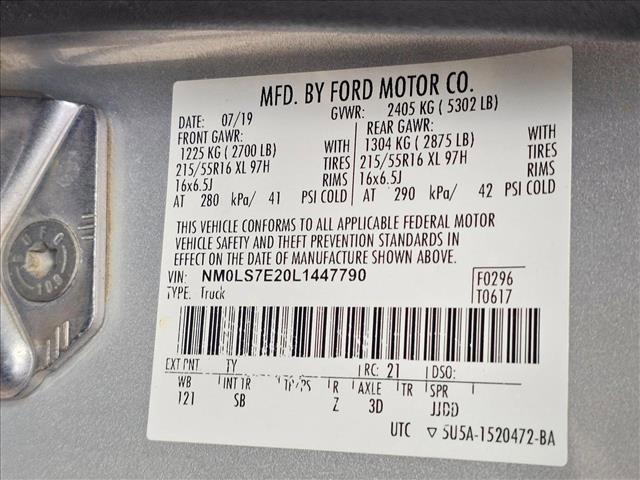 MFD. BY FORD MOTOR CO.
DATE: 07/19 GVWR: 2405 KG ( 5302 LB)
FRONT GAWR: REAR GAWR:
1225 KG ( 2700 LB) WITH 1304 KG ( 2875 LB) WITH
215/55R16 XL 97H TIRES 215/55R16 XL 97H TIRES
16x6.5J RIMS 16x6.5J RIMS
AT 280 kPa/ 41 PSI COLD AT 290 kPa/ 42 PSI COLD
THIS VEHICLE CONFORMS TO ALL APPLICABLE FEDERAL MOTOR
VEHICLE SAFETY AND THEFT PREVENTION STANDARDS IN
EFFECT ON THE DATE OF MANUFACTURE SHOWN ABOVE.
VIN: NM0LS7E20L1447790 F0296
TYPE: Truck T0617
EXT PNT: TY RC: 21 DSO:
WB INT TR TP/PS R AXLE TR SPR
121 SB Z 3D JJDD
UTC ▽ 5U5A-1520472-BA